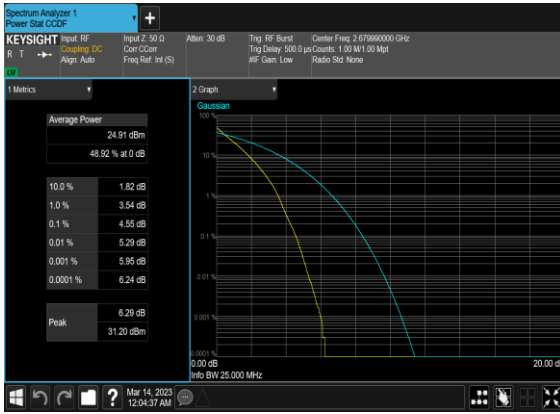 Spectrum Analyzer 1
Power Stat CCDF
+
KEYSIGHT
R T
LW
Input: RF
Coupling: DC
Align: Auto
Input Z: 50 Ω
Corr CCorr
Freq Ref: Int (S)
Atten: 30 dB
Trig: RF Burst
Trig Delay: 500.0 µs
#IF Gain: Low
Center Freq: 2.679990000 GHz
Counts: 1.00 M/1.00 Mpt
Radio Std: None
1 Metrics
Average Power
24.91 dBm
48.92 % at 0 dB
10.0 % 1.82 dB
1.0 % 3.54 dB
0.1 % 4.55 dB
0.01 % 5.29 dB
0.001 % 5.95 dB
0.0001 % 6.24 dB
Peak
6.29 dB
31.20 dBm
2 Graph
Gaussian
100 %
10 %
1 %
0.1 %
0.01 %
0.001 %
0.0001 %
0.00 dB
20.00 d
Info BW 25.000 MHz
?
Mar 14, 2023
12:04:37 AM